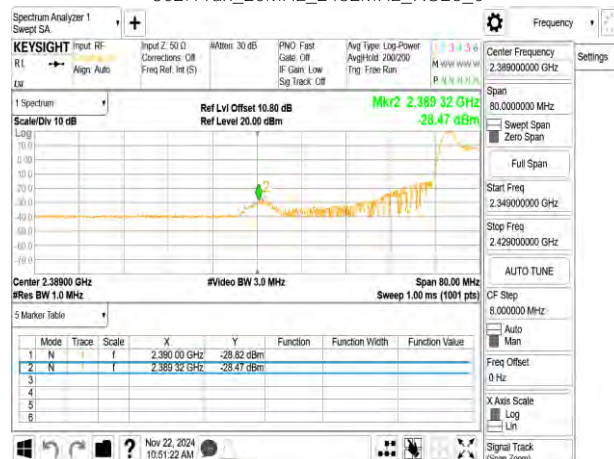 Spectrum Analyzer 1
Swept SA
Frequency
KEYSIGHT
Input: RF
Align: Auto
Input Z: 50 Ω
Corrections: Off
Freq Ref: Int (S)
#Atten: 30 dB
PNO: Fast
Gate: Off
IF Gain: Low
Sig Track: Off
Avg Type: Log-Power
Avg|Hold: 200/200
Trig: Free Run
Center Frequency
2.389000000 GHz
Settings
Span
80.0000000 MHz
Swept Span
Zero Span
Full Span
Start Freq
2.349000000 GHz
Stop Freq
2.429000000 GHz
AUTO TUNE
CF Step
8.000000 MHz
Auto
Man
Freq Offset
0 Hz
X Axis Scale
Log
Lin
Signal Track
(Span Zoom)
1 Spectrum
Scale/Div 10 dB
Ref Lvl Offset 10.80 dB
Ref Level 20.00 dBm
Mkr2 2.389 32 GHz
-28.47 dBm
Log
2
Center 2.38900 GHz
#Res BW 1.0 MHz
#Video BW 3.0 MHz
Span 80.00 MHz
Sweep 1.00 ms (1001 pts)
5 Marker Table
Mode Trace Scale X Y Function Function Width Function Value
1 N 1 f 2.390 00 GHz -28.82 dBm
2 N 1 f 2.389 32 GHz -28.47 dBm
3
4
5
6
Nov 22, 2024
10:51:22 AM